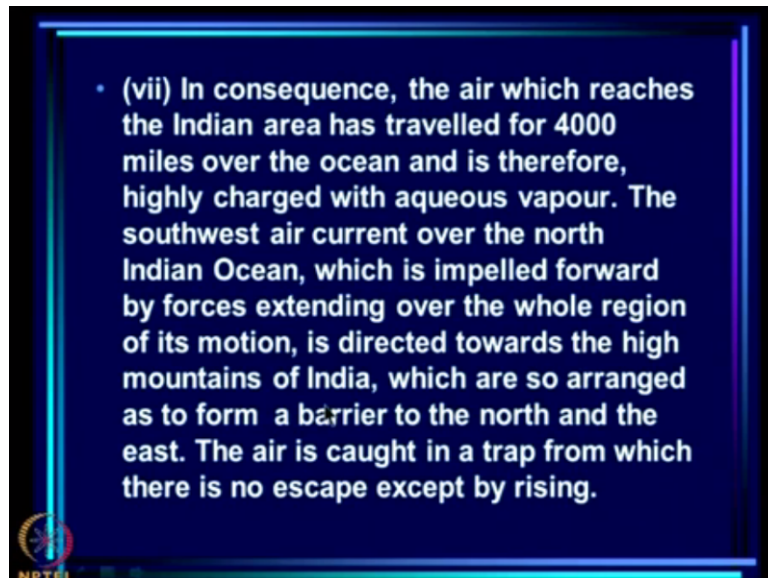 • (vii) In consequence, the air which reaches
the Indian area has travelled for 4000
miles over the ocean and is therefore,
highly charged with aqueous vapour. The
southwest air current over the north
Indian Ocean, which is impelled forward
by forces extending over the whole region
of its motion, is directed towards the high
mountains of India, which are so arranged
as to form a barrier to the north and the
east. The air is caught in a trap from which
there is no escape except by rising.
NPTEL